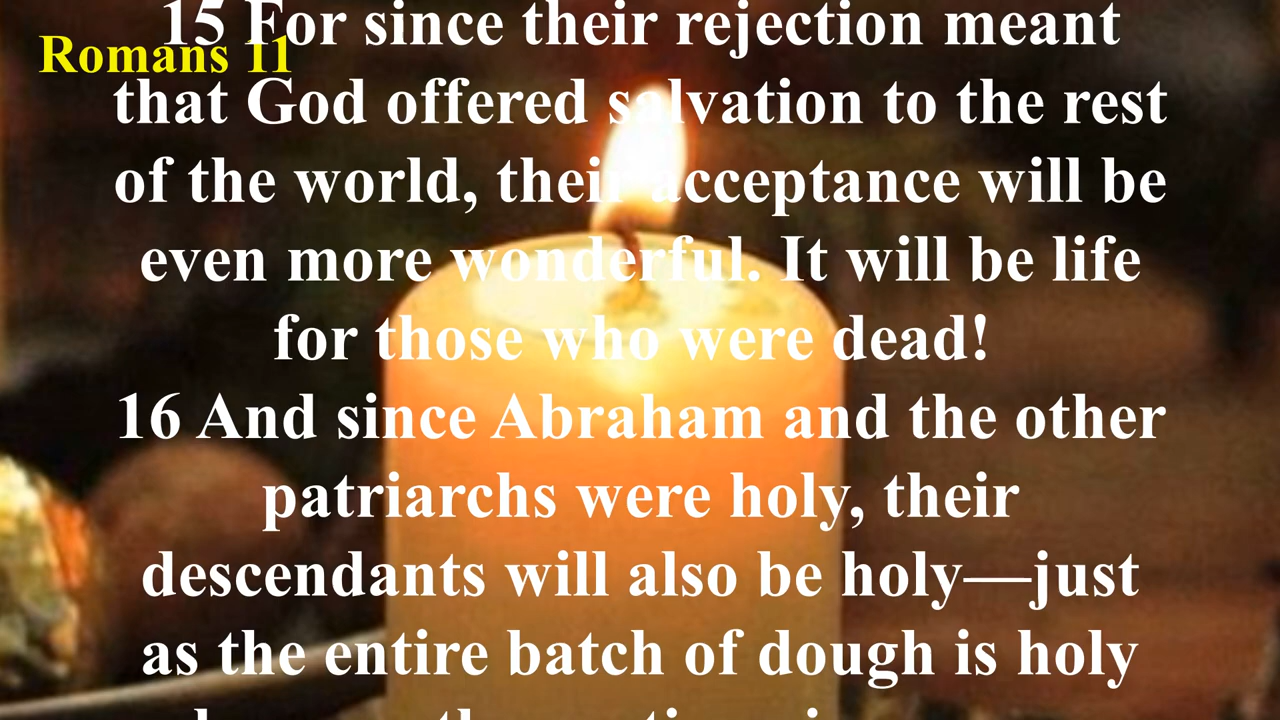 15 For since their rejection meant
Romans 11
that God offered salvation to the rest
of the world, their acceptance will be
even more wonderful. It will be life
for those who were dead!
16 And since Abraham and the other
patriarchs were holy, their
descendants will also be holy—just
as the entire batch of dough is holy